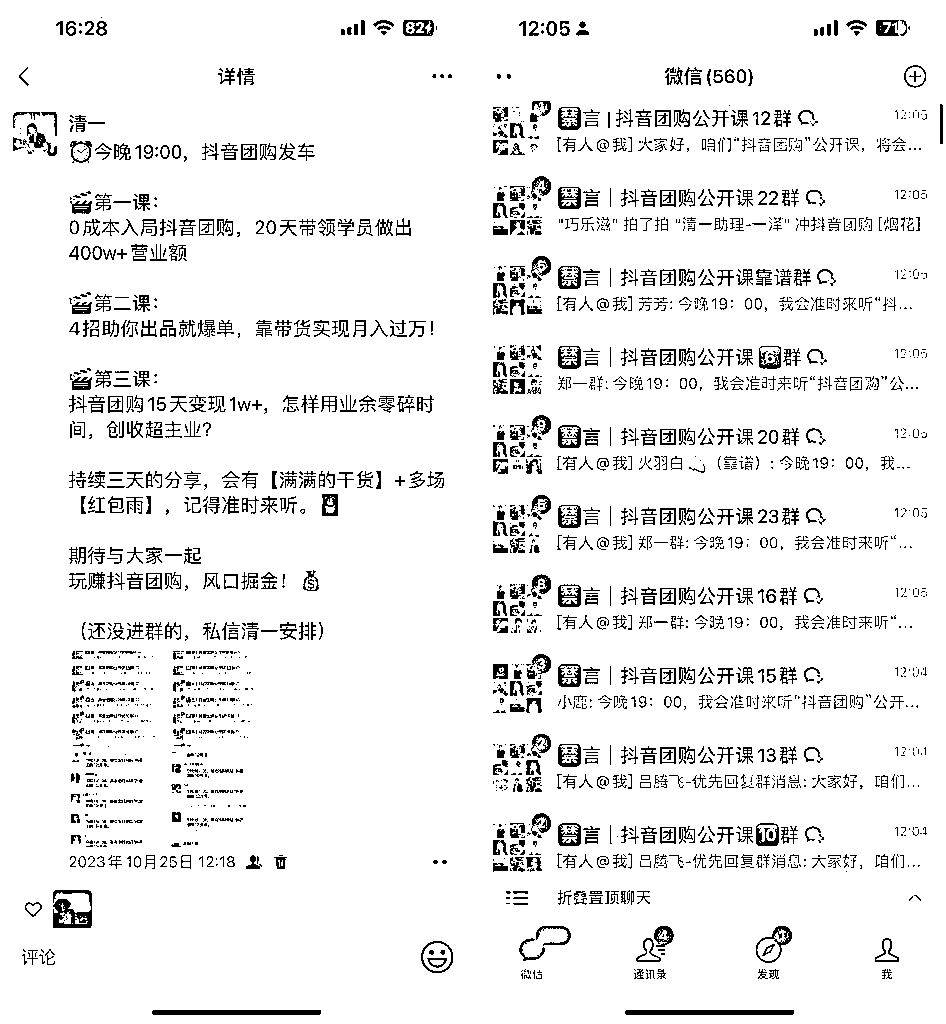 16:28
82
详情
清一
今晚19:00，抖音团购发车
第一课：
0成本入局抖音团购，20天带领学员做出
400w+营业额
第二课：
4招助你出品就爆单，靠带货实现月入过万！
第三课：
抖音团购15天变现1w+，怎样用业余零碎时
间，创收超主业？
持续三天的分享，会有【满满的干货】+多场
【红包雨】，记得准时来听。
期待与大家一起
玩赚抖音团购，风口掘金！
（还没进群的，私信清一安排）
2023年10月25日 12:18
评论
12:05
71
微信(560)
禁言 | 抖音团购公开课12群
12:05
[有人@我] 大家好，咱们“抖音团购”公开课，将会...
禁言｜抖音团购公开课22群
12:05
"巧乐滋" 拍了拍 "清一助理-一泽" 冲抖音团购 [烟花]
禁言｜抖音团购公开课靠谱群
12:05
[有人@我] 芳芳: 今晚19：00，我会准时来听“抖...
禁言｜抖音团购公开课6群
12:05
郑一群: 今晚19：00，我会准时来听“抖音团购”公...
禁言｜抖音团购公开课20群
12:05
[有人@我] 火羽白（靠谱）: 今晚19：00，我...
禁言｜抖音团购公开课23群
12:05
[有人@我] 郑一群: 今晚19：00，我会准时来听“...
禁言｜抖音团购公开课16群
12:05
[有人@我] 郑一群: 今晚19：00，我会准时来听“...
禁言｜抖音团购公开课15群
12:04
小鹿: 今晚19：00，我会准时来听“抖音团购”公开...
禁言｜抖音团购公开课13群
12:04
[有人@我] 吕腾飞-优先回复群消息: 大家好，咱们...
禁言｜抖音团购公开课10群
12:04
[有人@我] 吕腾飞-优先回复群消息: 大家好，咱们...
折叠置顶聊天
微信
通讯录
发现
我